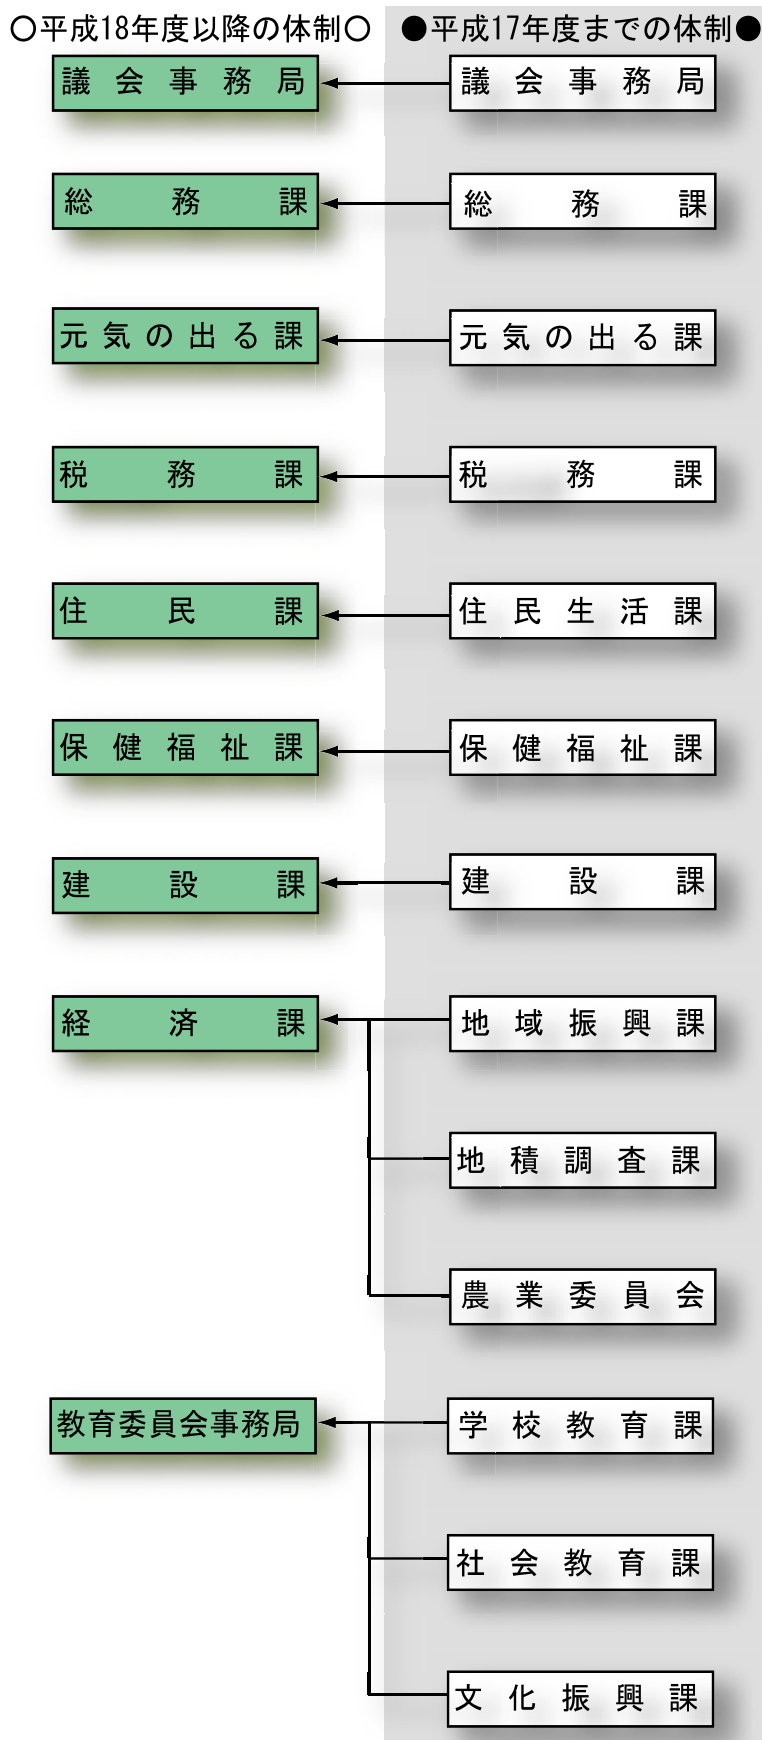 〇平成18年度以降の体制〇
●平成17年度までの体制●
議会事務局
議会事務局
総務課
総務課
元気の出る課
元気の出る課
税務課
税務課
住民課
住民生活課
保健福祉課
保健福祉課
建設課
建設課
経済課
地域振興課
地積調査課
農業委員会
教育委員会事務局
学校教育課
社会教育課
文化振興課